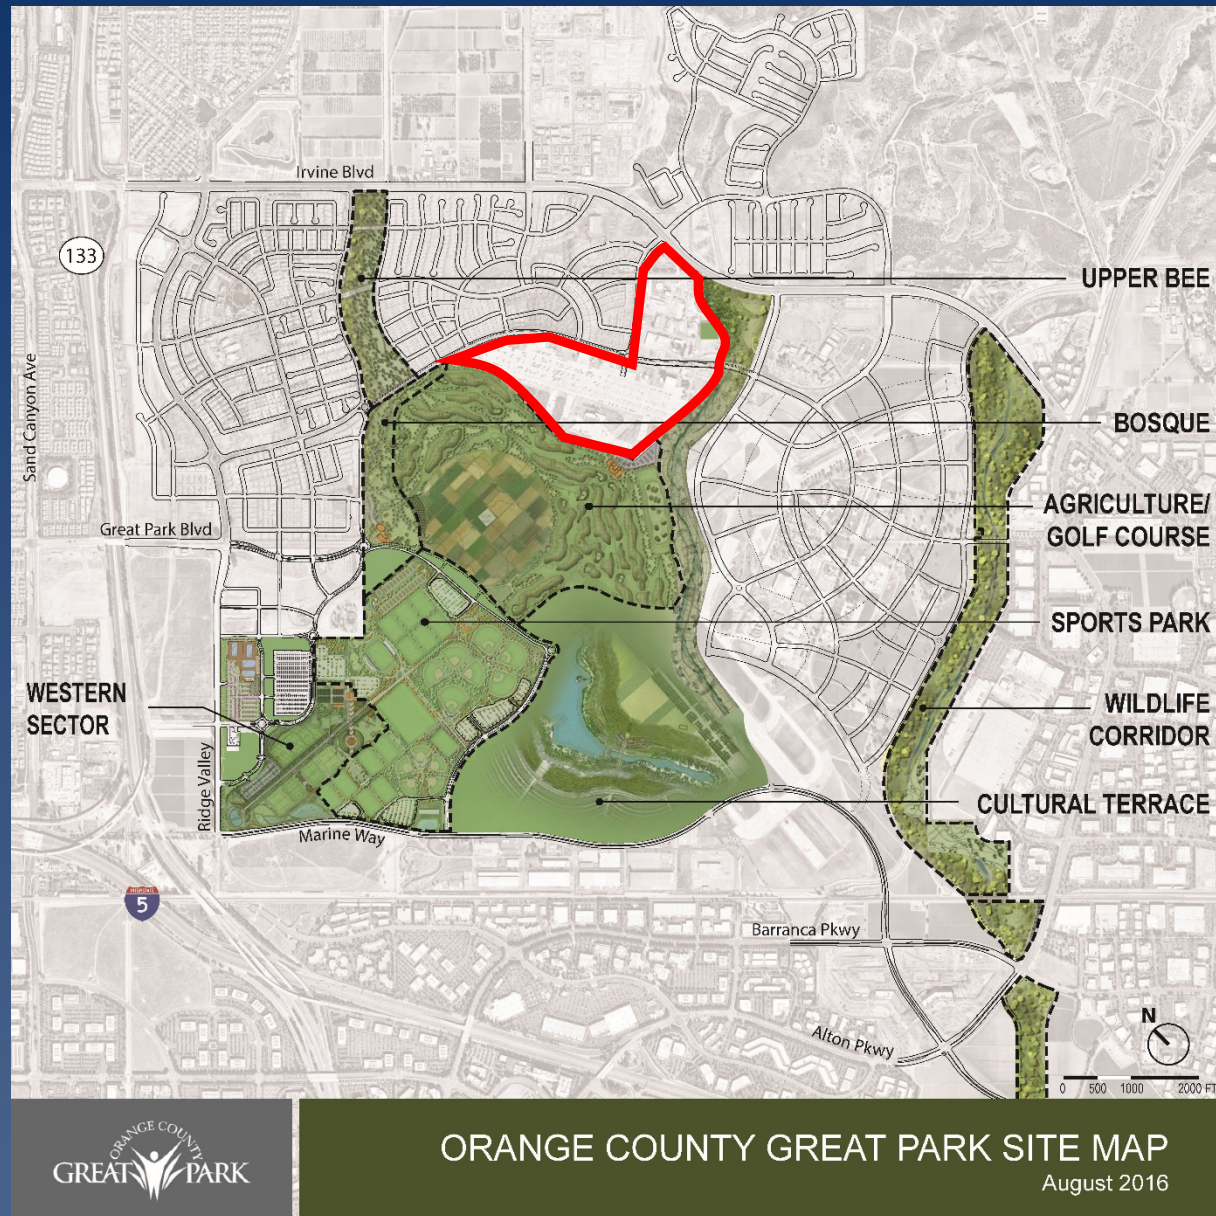 Irvine Blvd
133
Sand Canyon Ave
UPPER BEE
BOSQUE
AGRICULTURE/
GOLF COURSE
Great Park Blvd
SPORTS PARK
WESTERN
SECTOR
WILDLIFE
CORRIDOR
Ridge Valley
CULTURAL TERRACE
Marine Way
INTERSTATE
5
Barranca Pkwy
Alton Pkwy
N
0 500 1000 2000 FT
ORANGE COUNTY
GREAT PARK
ORANGE COUNTY GREAT PARK SITE MAP
August 2016